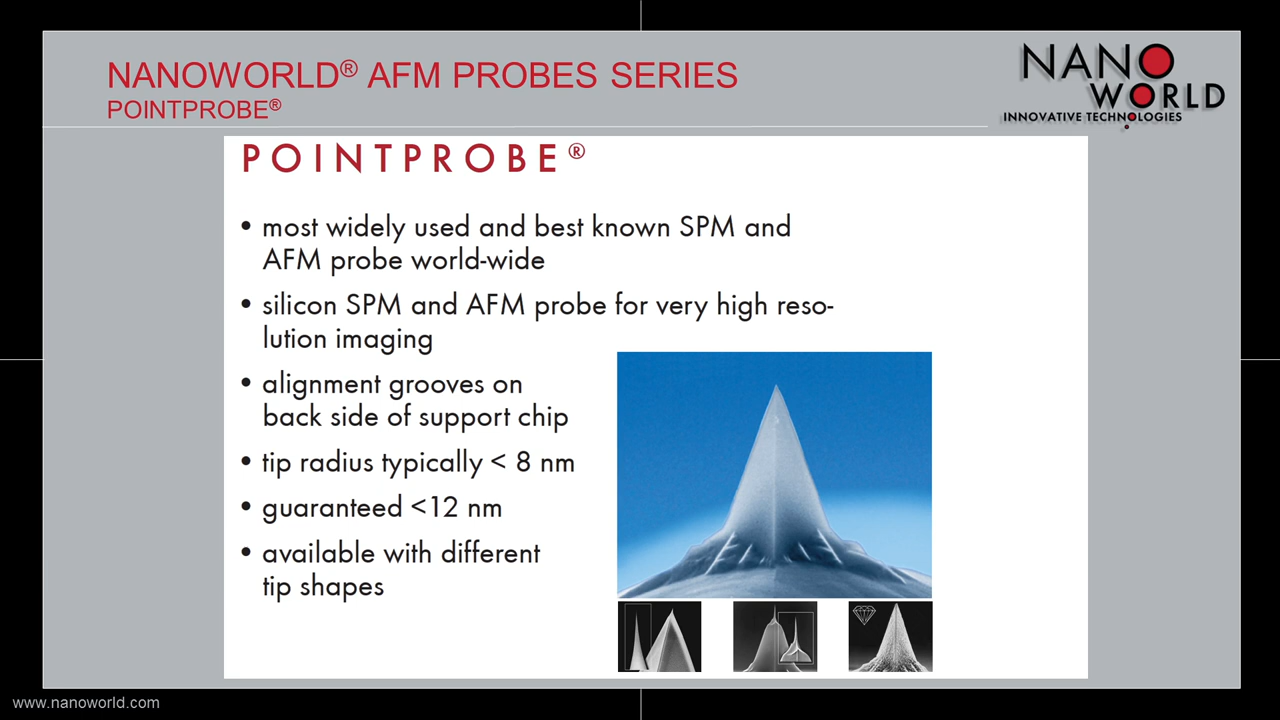 NANOWORLD® AFM PROBES SERIES
POINTPROBE®
NANO
WORLD
INNOVATIVE TECHNOLOGIES
POINTPROBE®
• most widely used and best known SPM and
AFM probe world-wide
• silicon SPM and AFM probe for very high reso-
lution imaging
• alignment grooves on
back side of support chip
• tip radius typically < 8 nm
• guaranteed <12 nm
• available with different
tip shapes
www.nanoworld.com